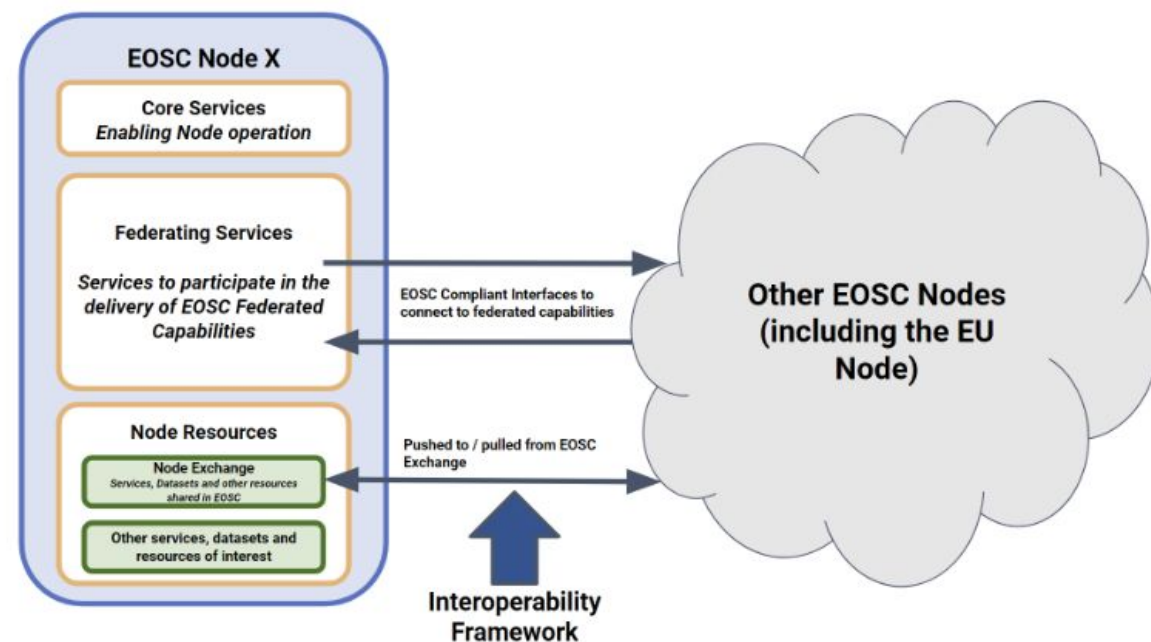 EOSC Node X
Core Services
Enabling Node operation
Federating Services
Services to participate in the
delivery of EOSC Federated
Capabilities
EOSC Compliant Interfaces to
connect to federated capabilities
Node Resources
Node Exchange
Services, Datasets and other resources
shared in EOSC
Other services, datasets and
resources of interest
Pushed to / pulled from EOSC
Exchange
Interoperability
Framework
Other EOSC Nodes
(including the EU
Node)